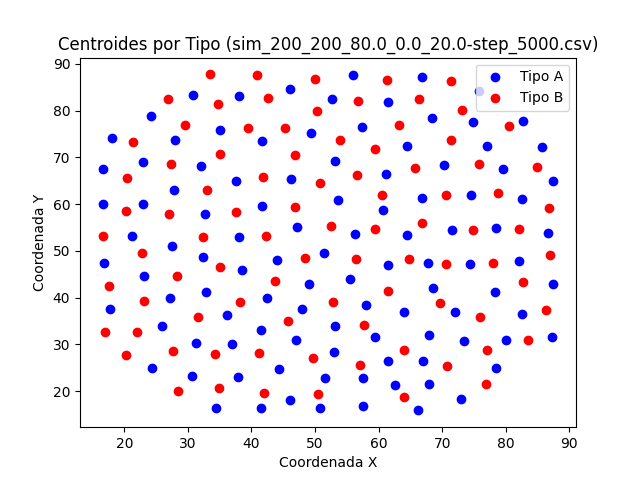 Centroides por Tipo (sim_200_200_80.0_0.0_20.0-step_5000.csv)
Tipo A
Tipo B
90
80
70
60
50
40
30
20
Coordenada Y
20 30 40 50 60 70 80 90
Coordenada X